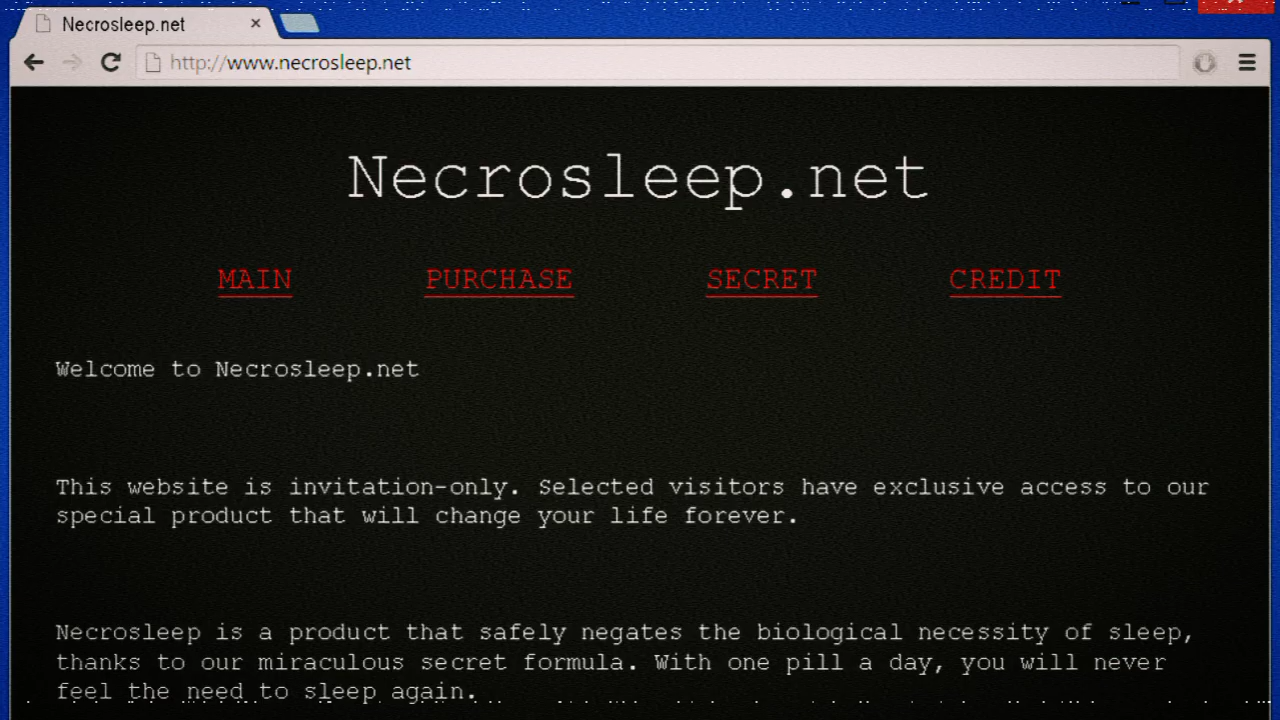 Necrosleep.net
http://www.necrosleep.net
Necrosleep.net
MAIN PURCHASE SECRET CREDIT
Welcome to Necrosleep.net
This website is invitation-only. Selected visitors have exclusive access to our
special product that will change your life forever.
Necrosleep is a product that safely negates the biological necessity of sleep,
thanks to our miraculous secret formula. With one pill a day, you will never
feel the need to sleep again.